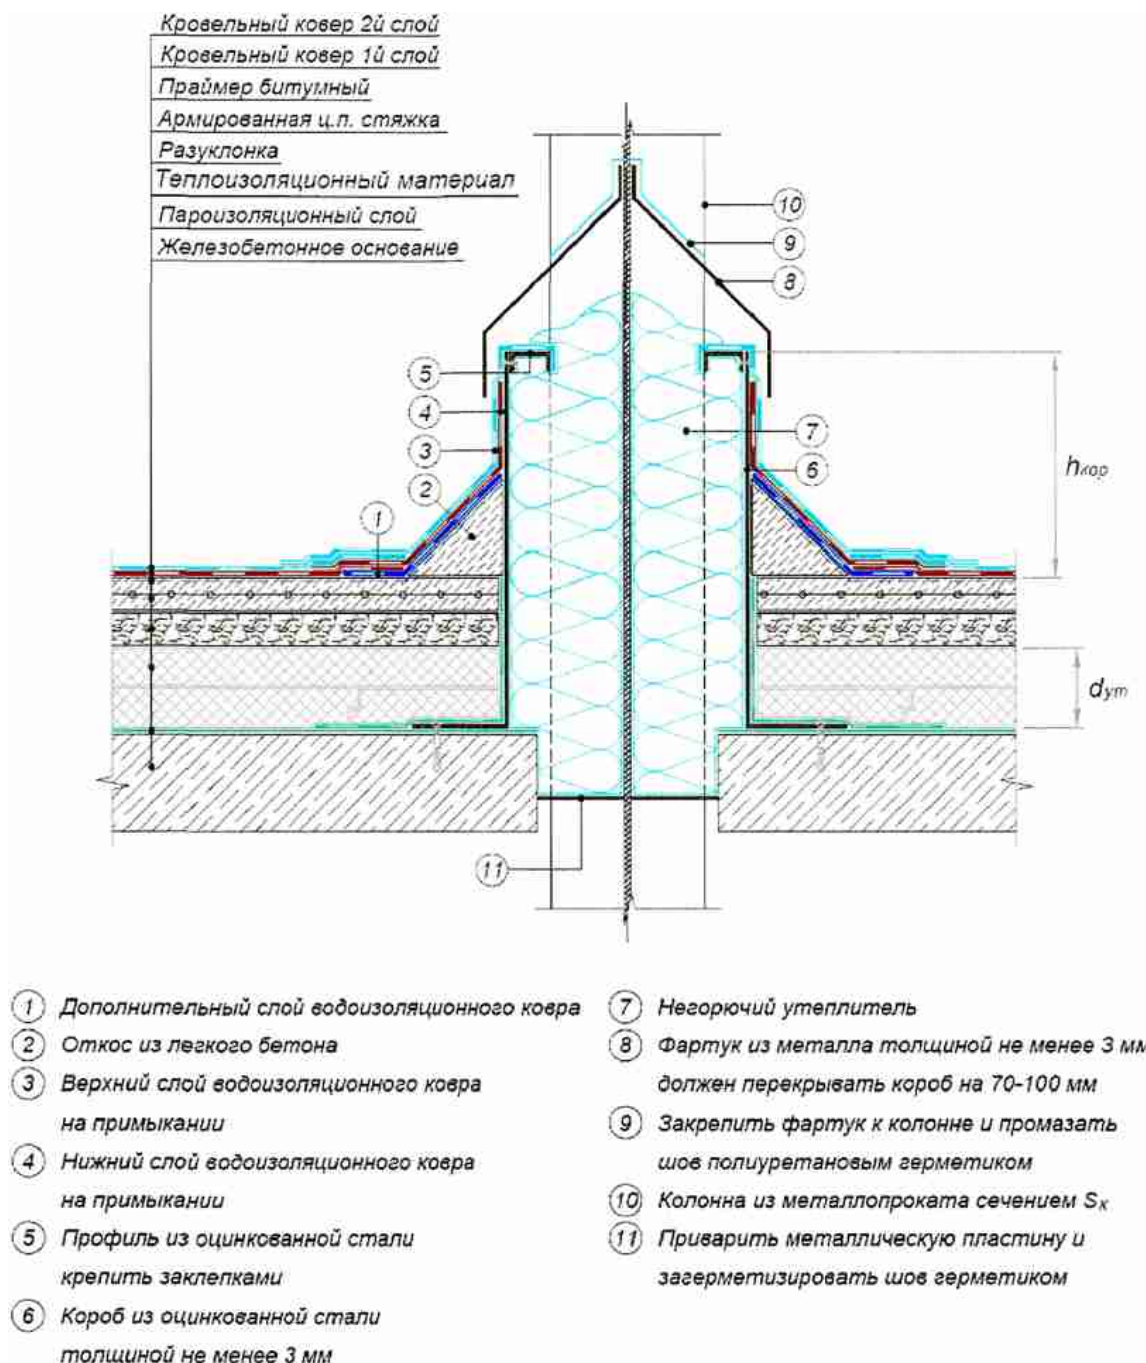 Кровельный ковер 2й слой
Кровельный ковер 1й слой
Праймер битумный
Армированная ц.п. стяжка
Разуклонка
Теплоизоляционный материал
Пароизоляционный слой
Железобетонное основание
10
9
8
5
4
3
2
1
7
6
hкор
dут
11
1 Дополнительный слой водоизоляционного ковра
2 Откос из легкого бетона
3 Верхний слой водоизоляционного ковра
на примыкании
4 Нижний слой водоизоляционного ковра
на примыкании
5 Профиль из оцинкованной стали
крепить заклепками
6 Короб из оцинкованной стали
толщиной не менее 3 мм
7 Негорючий утеплитель
8 Фартук из металла толщиной не менее 3 мм
должен перекрывать короб на 70-100 мм
9 Закрепить фартук к колонне и промазать
шов полиуретановым герметиком
10 Колонна из металлопроката сечением Sк
11 Приварить металлическую пластину и
загерметизировать шов герметиком